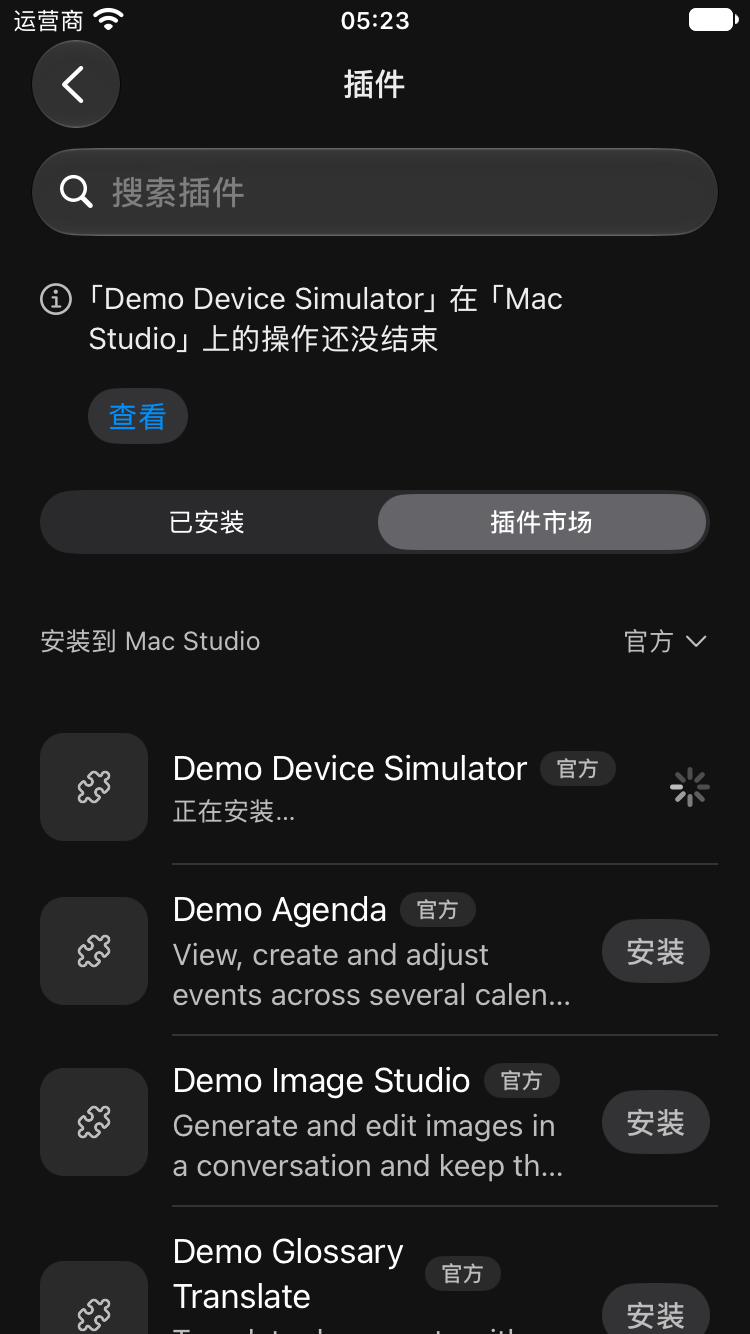 运营商
05:23
插件
搜索插件
「Demo Device Simulator」在「Mac
Studio」上的操作还没结束
查看
已安装
插件市场
安装到 Mac Studio
官方
Demo Device Simulator
官方
正在安装...
Demo Agenda
官方
View, create and adjust
events across several calen...
安装
Demo Image Studio
官方
Generate and edit images in
a conversation and keep th...
安装
Demo Glossary
Translate
官方
安装